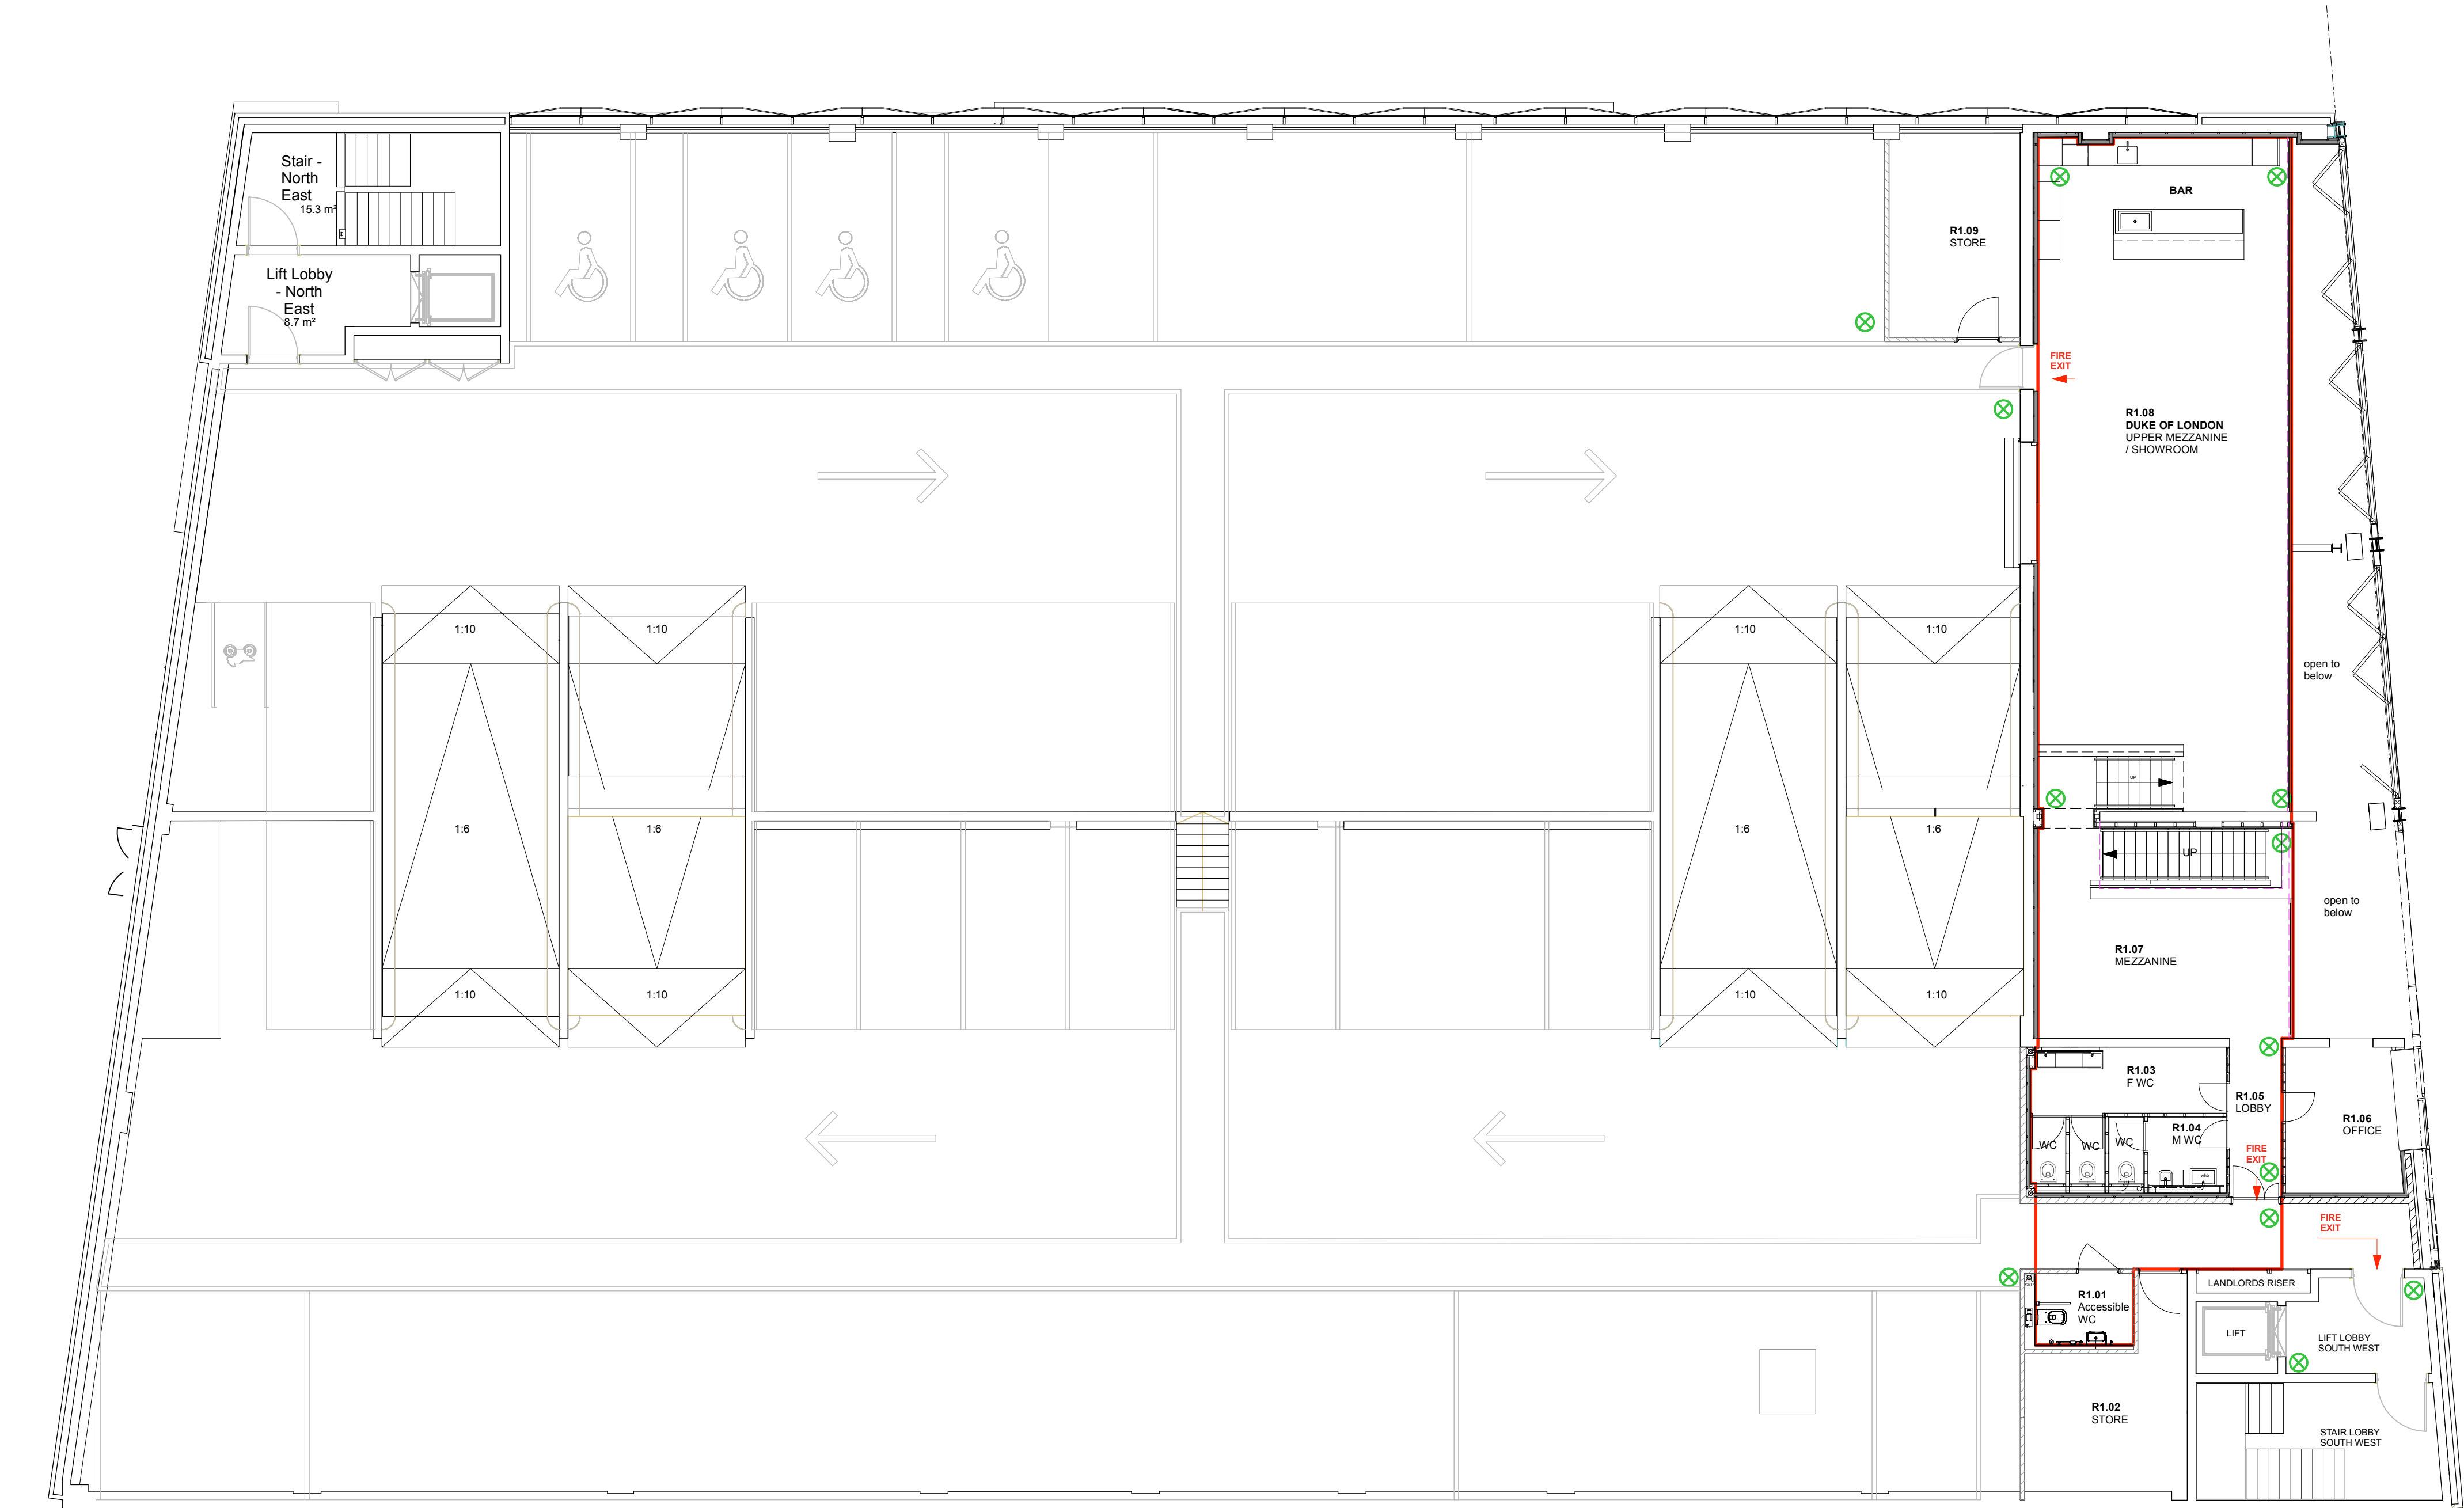 Stair -
North
East
15.3 m²
Lift Lobby
- North
East
8.7 m²
BAR
R1.09
STORE
FIRE
EXIT
R1.08
DUKE OF LONDON
UPPER MEZZANINE
/ SHOWROOM
1:10
1:10
1:10
1:10
open to
below
UP
1:6
1:6
1:6
1:6
UP
open to
below
R1.07
MEZZANINE
1:10
1:10
1:10
1:10
R1.03
F WC
R1.05
LOBBY
R1.06
OFFICE
R1.04
M WC
WC
WC
WC
FIRE
EXIT
FIRE
EXIT
LANDLORDS RISER
R1.01
Accessible
WC
LIFT
LIFT LOBBY
SOUTH WEST
R1.02
STORE
STAIR LOBBY
SOUTH WEST